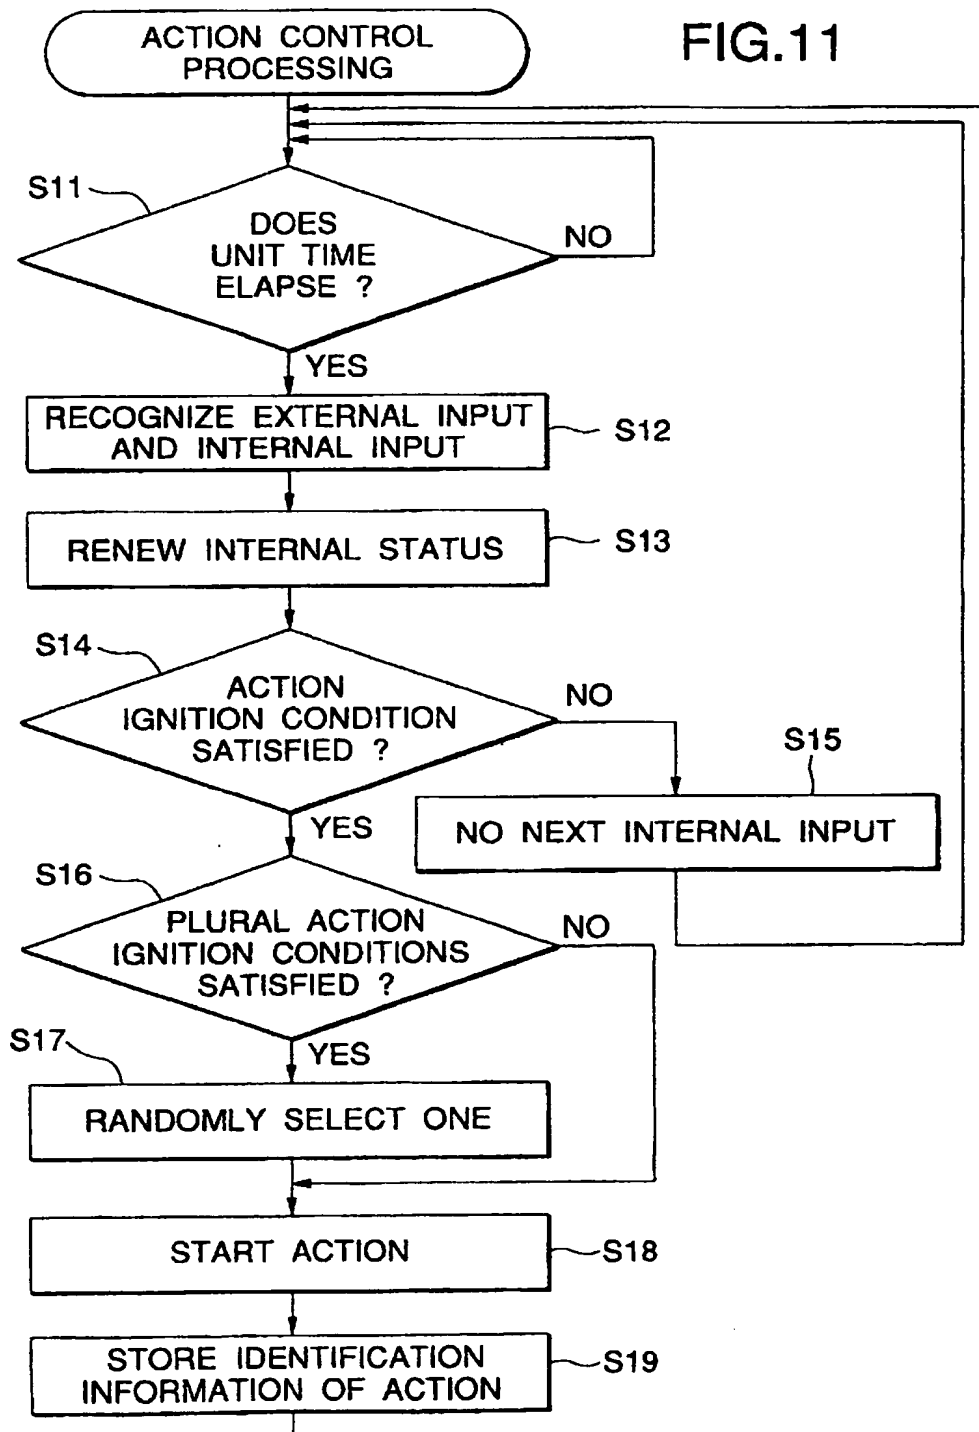 ACTION CONTROL
PROCESSING
FIG.11
S11
DOES
UNIT TIME
ELAPSE ?
NO
YES
RECOGNIZE EXTERNAL INPUT
AND INTERNAL INPUT
S12
RENEW INTERNAL STATUS
S13
S14
ACTION
IGNITION CONDITION
SATISFIED ?
NO
S15
NO NEXT INTERNAL INPUT
YES
S16
PLURAL ACTION
IGNITION CONDITIONS
SATISFIED ?
NO
S17
YES
RANDOMLY SELECT ONE
START ACTION
S18
STORE IDENTIFICATION
INFORMATION OF ACTION
S19